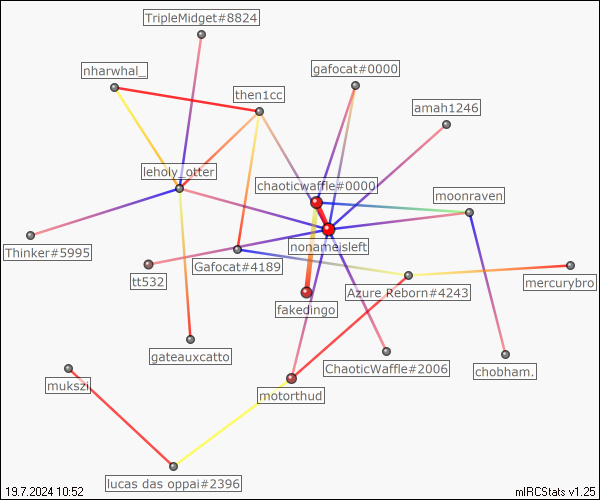 TripleMidget#8824
nharwhal_
gafocat#0000
then1cc
amah1246
leholy_otter
chaoticwaffle#0000
moonraven
nonameisleft
Thinker#5995
tt532
Gafocat#4189
mercurybro
Azure Reborn#4243
fakedingo
gateauxcatto
ChaoticWaffle#2006
chobham.
mukszi
motorthud
lucas das oppai#2396
19.7.2024 10:52
mIRCStats v1.25